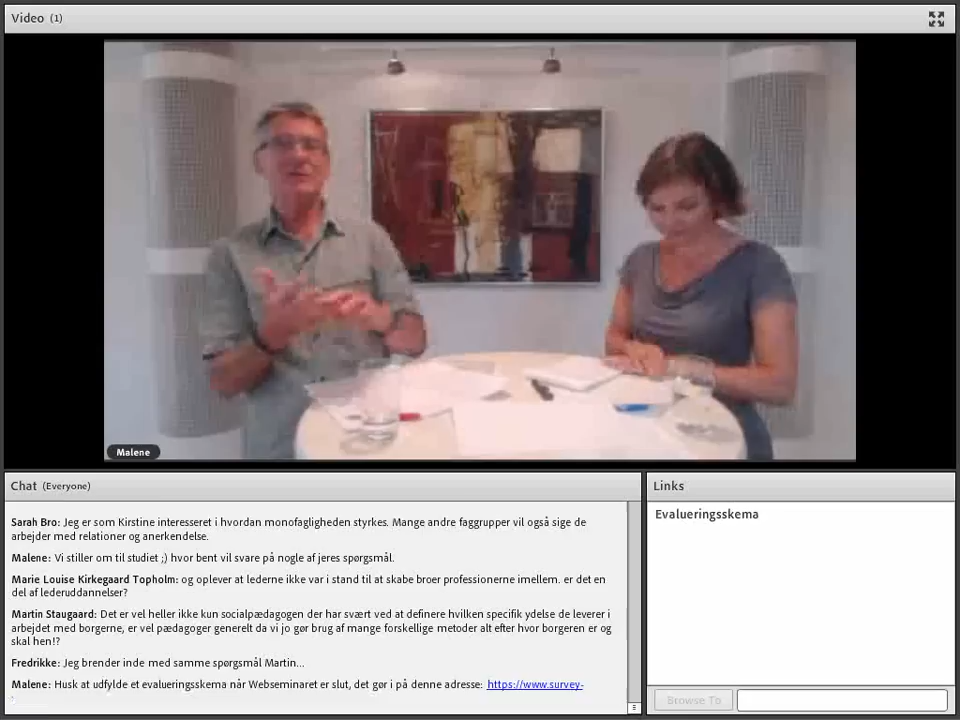 Video (1)
Malene
Chat (Everyone)
Sarah Bro: Jeg er som Kirstine interesseret i hvordan monofagligheden styrkes. Mange andre faggrupper vil også sige de
arbejder med relationer og anerkendelse.
Malene: Vi stiller om til studiet ;) hvor bent vil svare på nogle af jeres spørgsmål.
Marie Louise Kirkegaard Topholm: og oplever at lederne ikke var i stand til at skabe broer professionerne imellem. er det en
del af lederuddannelser?
Martin Staugaard: Det er vel heller ikke kun socialpædagogen der har svært ved at definere hvilken specifik ydelse de leverer i
arbejdet med borgerne, er vel pædagoger generelt da vi jo gør brug af mange forskellige metoder alt efter hvor borgeren er og
skal hen!?
Fredrikke: Jeg brender inde med samme spørgsmål Martin...
Malene: Husk at udfylde et evalueringsskema når Webseminaret er slut, det gør i på denne adresse: https://www.survey-
Links
Evalueringsskema
Browse To